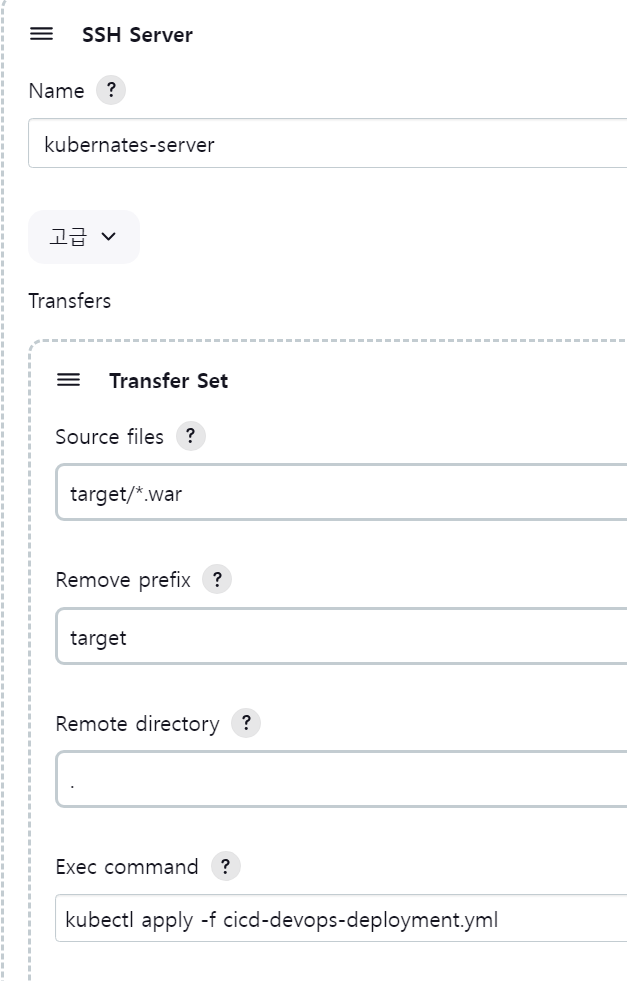 SSH Server
Name ?
kubernates-server
고급
Transfers
Transfer Set
Source files ?
target/*.war
Remove prefix ?
target
Remote directory ?
.
Exec command ?
kubectl apply -f cicd-devops-deployment.yml